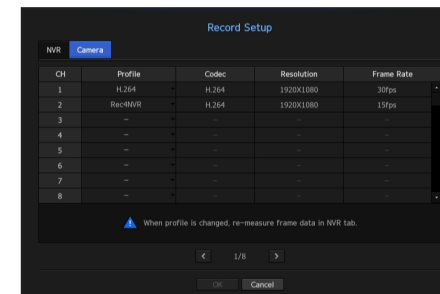 Record Setup
NVR Camera
CH Profile Codec Resolution Frame Rate
1 H.264 H.264 1920X1080 30fps
2 Rec4NVR H.264 1920X1080 15fps
3 – – – –
4 – – – –
5 – – – –
6 – – – –
7 – – – –
8 – – – –
When profile is changed, re-measure frame data in NVR tab.
< 1/8 >
OK Cancel